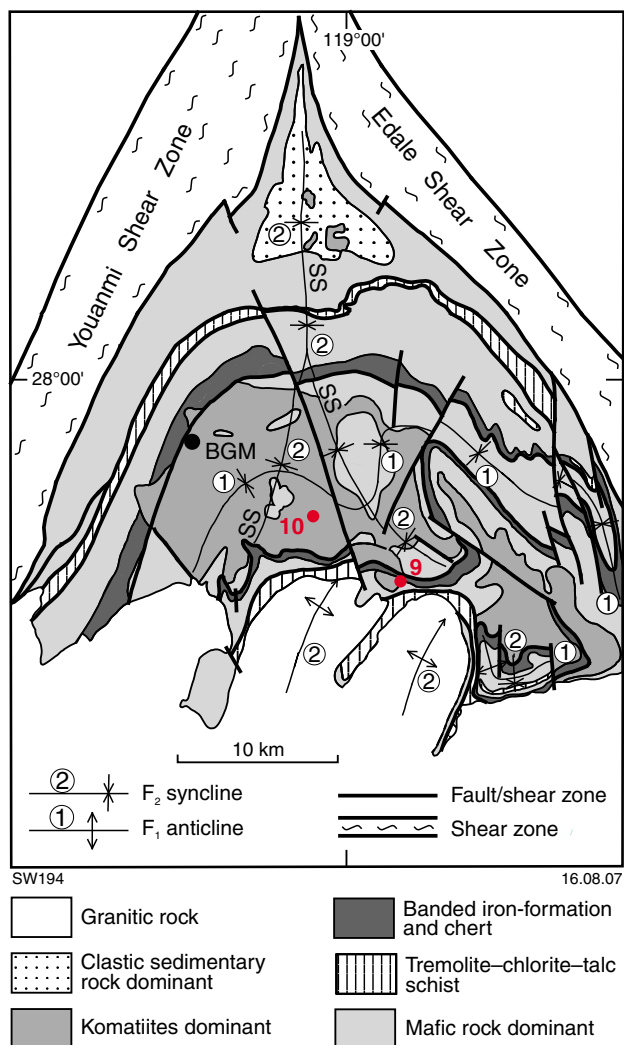 119°00'
Youanmi Shear Zone
Edale Shear Zone
2
SS
2
28°00'
SS
BGM
2
1
1
1
2
SS
10
9
1
2
1
2
2
10 km
2
F₂ syncline
1
F₁ anticline
Fault/shear zone
Shear zone
SW194
16.08.07
Granitic rock
Banded iron-formation
and chert
Clastic sedimentary
rock dominant
Tremolite–chlorite–talc
schist
Komatiites dominant
Mafic rock dominant